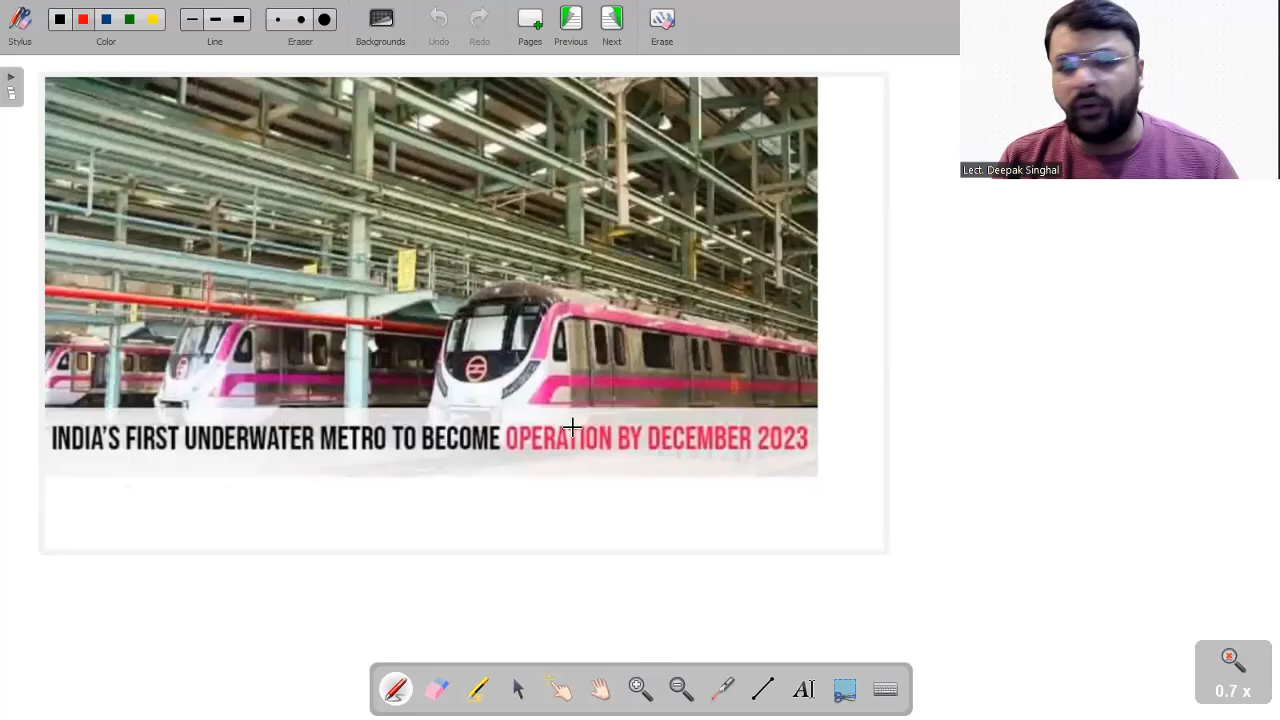 Stylus
Color
Line
Eraser
Backgrounds
Undo
Redo
Pages
Previous
Next
Erase
Lect. Deepak Singhal
INDIA'S FIRST UNDERWATER METRO TO BECOME OPERATION BY DECEMBER 2023
0.7 x